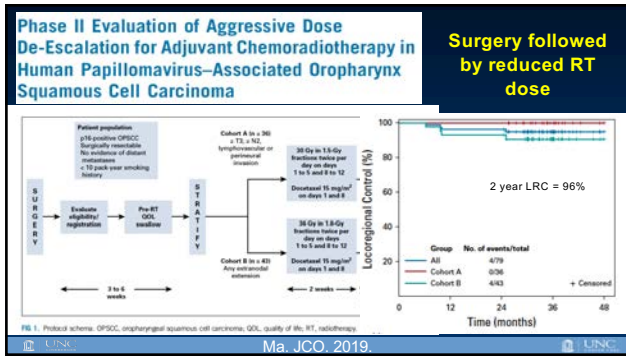 Phase II Evaluation of Aggressive Dose
De-Escalation for Adjuvant Chemoradiotherapy in
Human Papillomavirus–Associated Oropharynx
Squamous Cell Carcinoma
Surgery followed
by reduced RT
dose
Patient population
p16-positive OPSCC
Surgically resectable
No evidence of distant
metastases
< 10 pack-year smoking
history
SURGERY
Evaluate
eligibility/
registration
Pre-RT
QOL
swallow
STRATIFY
Cohort A (n = 36)
≥ T3, ≥ N2,
lymphovascular or
perineural
invasion
Cohort B (n = 43)
Any extranodal
extension
30 Gy in 1.5-Gy
fractions twice per
day on days
1 to 5 and 8 to 12
Docetaxel 15 mg/m²
on days 1 and 8
36 Gy in 1.8-Gy
fractions twice per
day on days
1 to 5 and 8 to 12
Docetaxel 15 mg/m²
on days 1 and 8
3 to 6
weeks
2 weeks
FIG 1. Protocol schema. OPSCC, oropharyngeal squamous cell carcinoma; QOL, quality of life; RT, radiotherapy.
Locoregional Control (%)
100
80
60
40
20
2 year LRC = 96%
Group No. of events/total
All 4/79
Cohort A 0/36
Cohort B 4/43
+ Censored
0 12 24 36 48
Time (months)
UNC
Ma. JCO. 2019.
UNC